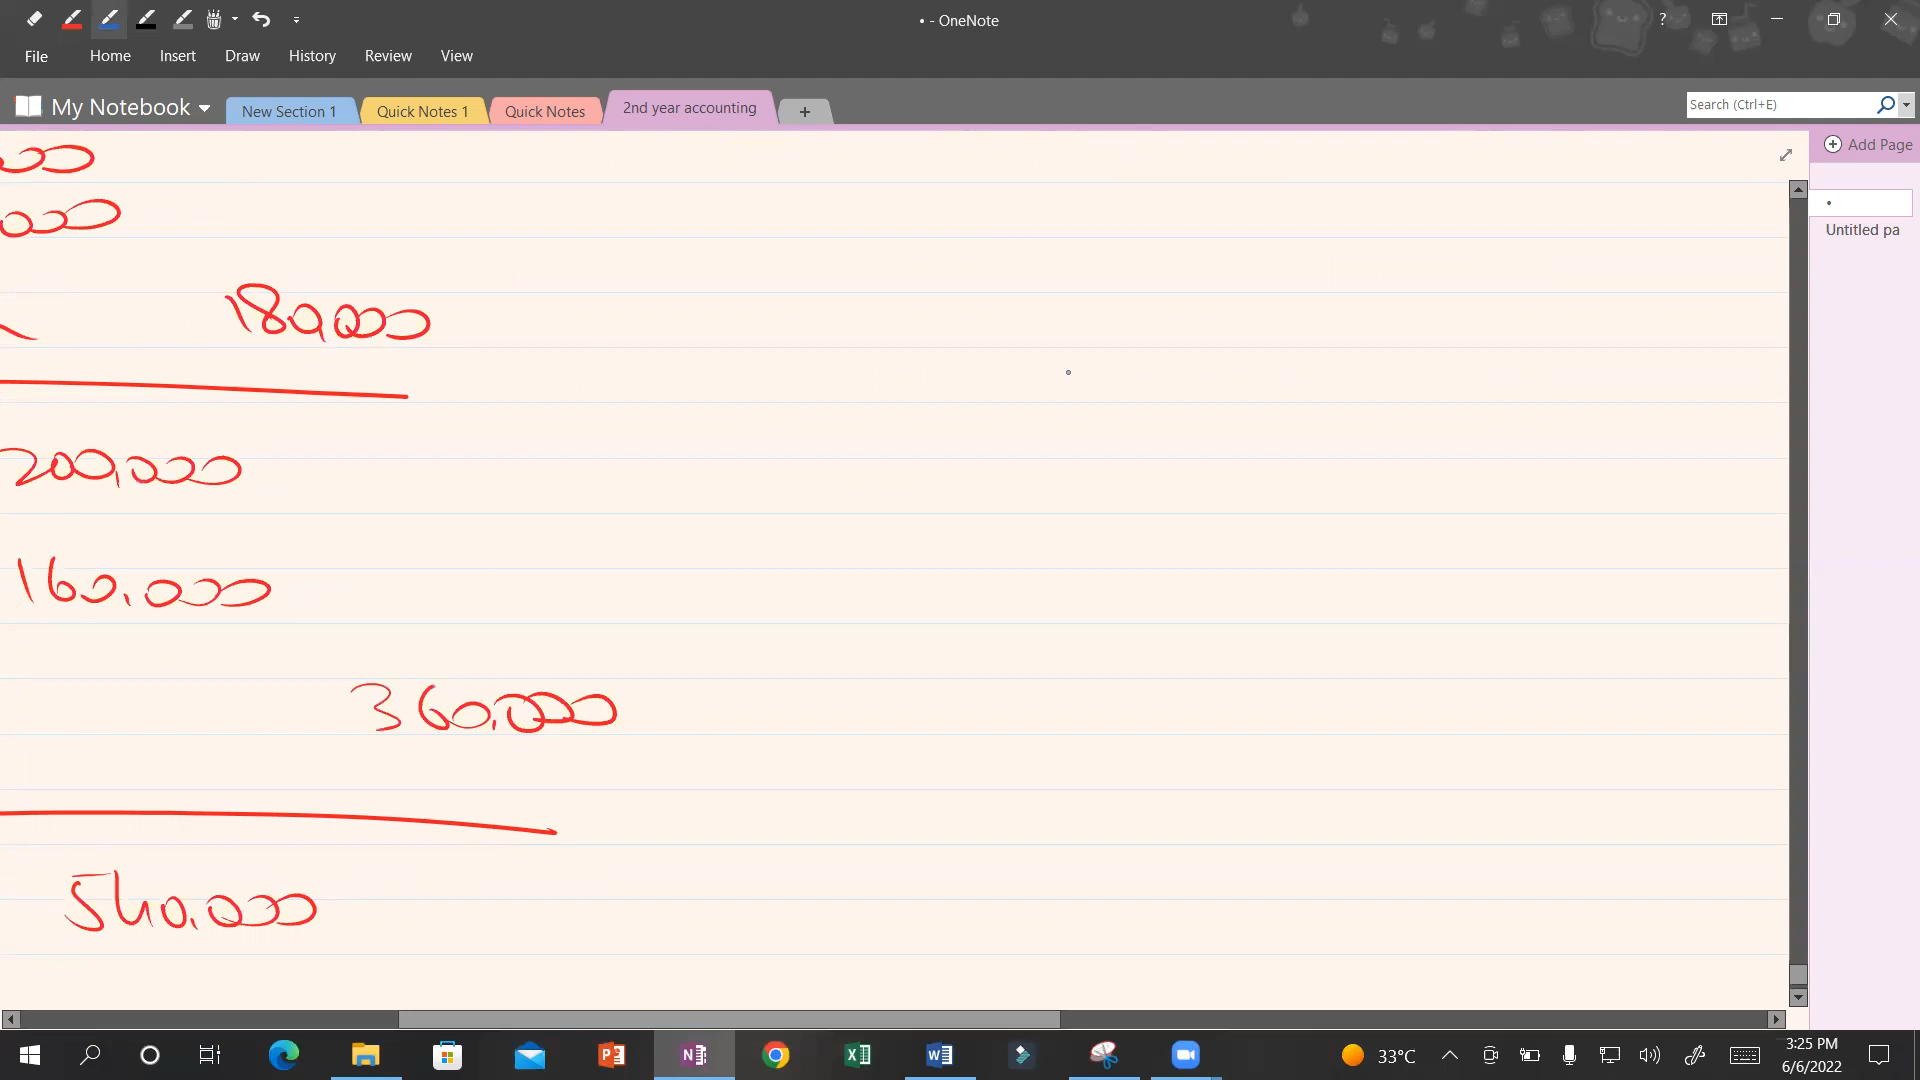 • - OneNote
?
File Home Insert Draw History Review View
My Notebook New Section 1 Quick Notes 1 Quick Notes 2nd year accounting +
Search (Ctrl+E)
Add Page
•
Untitled pa
180,000
200,000
160,000
360,000
540,000
33°C
3:25 PM
6/6/2022